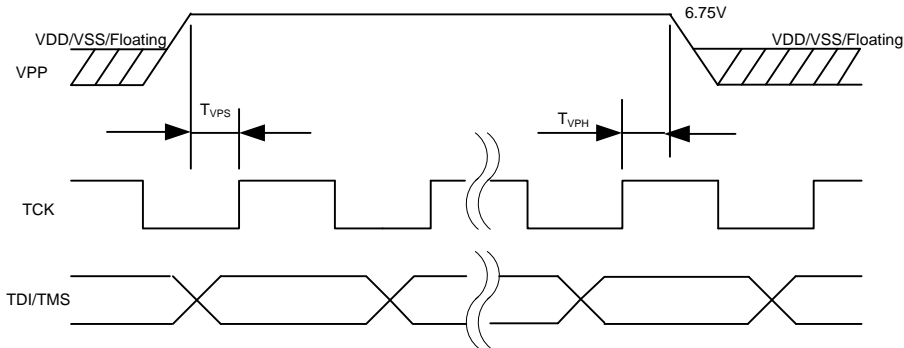 6.75V
VDD/VSS/Floating
VDD/VSS/Floating
VPP
TVPS
TVPH
TCK
TDI/TMS